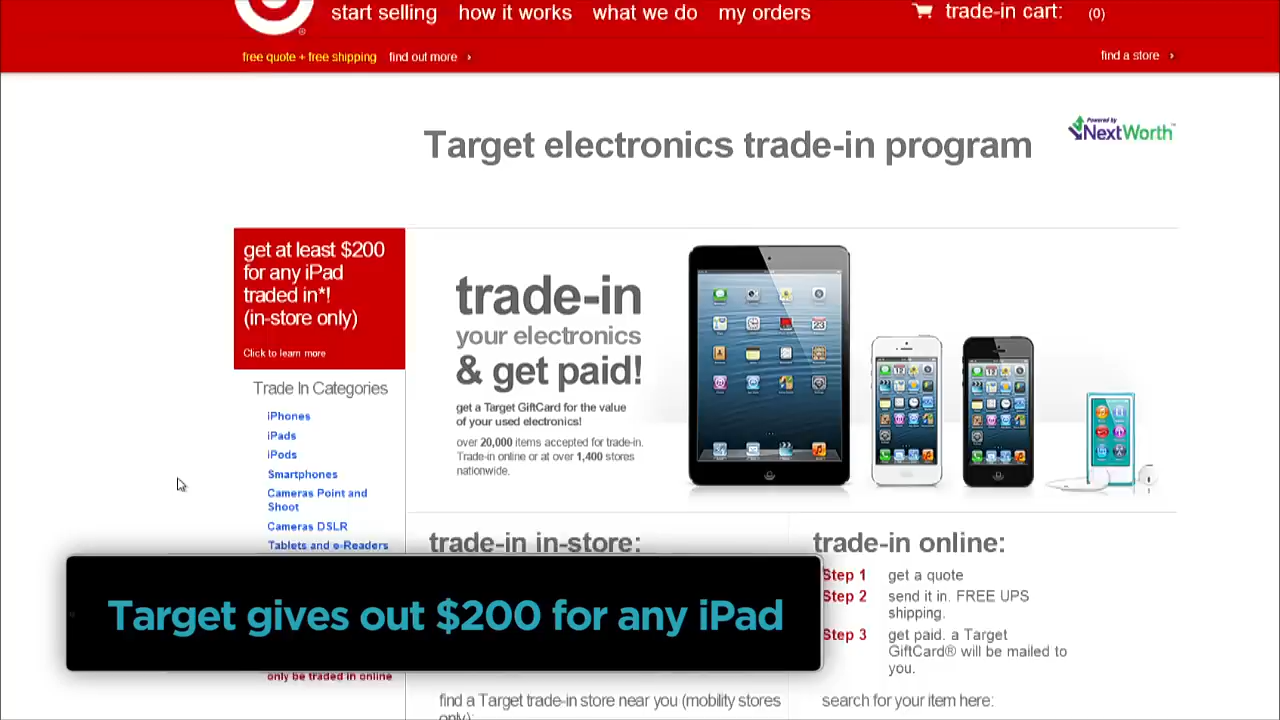 start selling how it works what we do my orders
trade-in cart: (0)
free quote + free shipping find out more
find a store
Target electronics trade-in program
Powered by
NextWorth
get at least $200
for any iPad
traded in*!
(in-store only)
Click to learn more
Trade In Categories
iPhones
iPads
iPods
Smartphones
Cameras Point and
Shoot
Cameras DSLR
Tablets and e-Readers
only be traded in online
trade-in
your electronics
& get paid!
get a Target GiftCard for the value
of your used electronics!
over 20,000 items accepted for trade-in.
Trade-in online or at over 1,400 stores
nationwide.
trade-in in-store:
find a Target trade-in store near you (mobility stores
only):
trade-in online:
Step 1 get a quote
Step 2 send it in. FREE UPS
shipping.
Step 3 get paid. a Target
GiftCard® will be mailed to
you.
search for your item here:
Target gives out $200 for any iPad